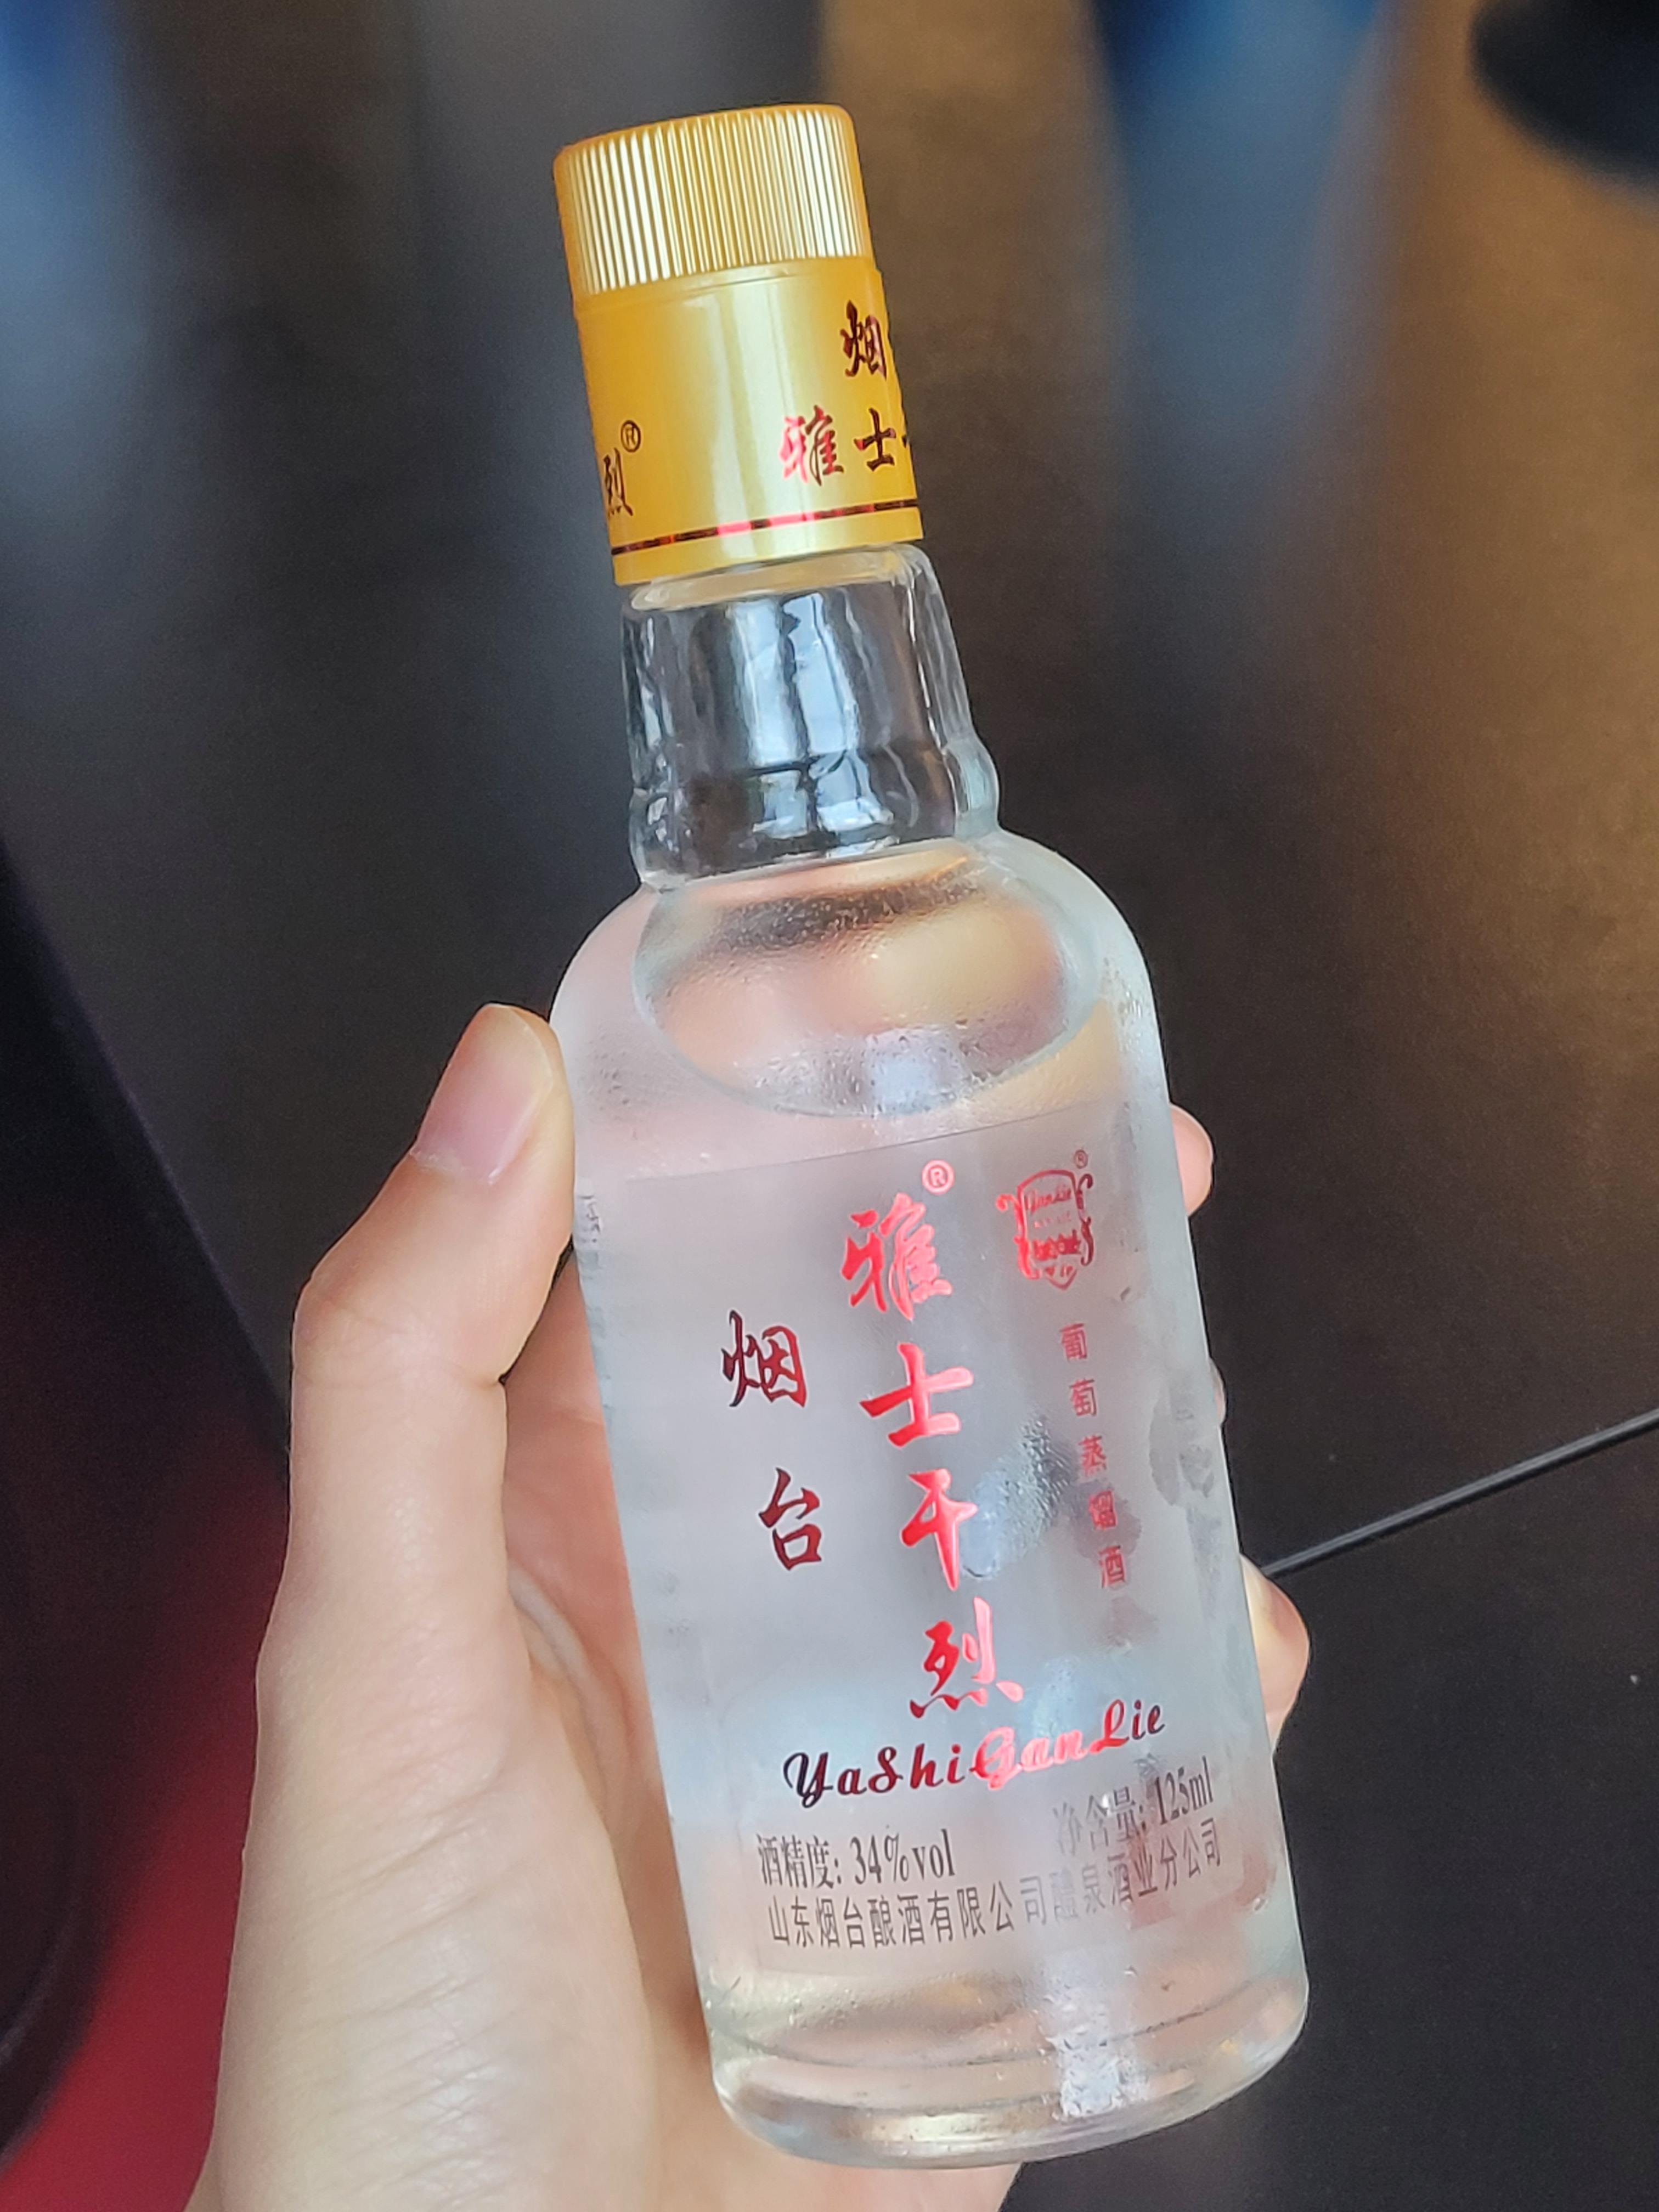 烟
雅士
烈®
雅士干烈®
®
葡萄蒸馏酒
烟台
YaShiGanLie
酒精度: 34%vol
净含量: 125ml
山东烟台酿酒有限公司醴泉酒业分公司